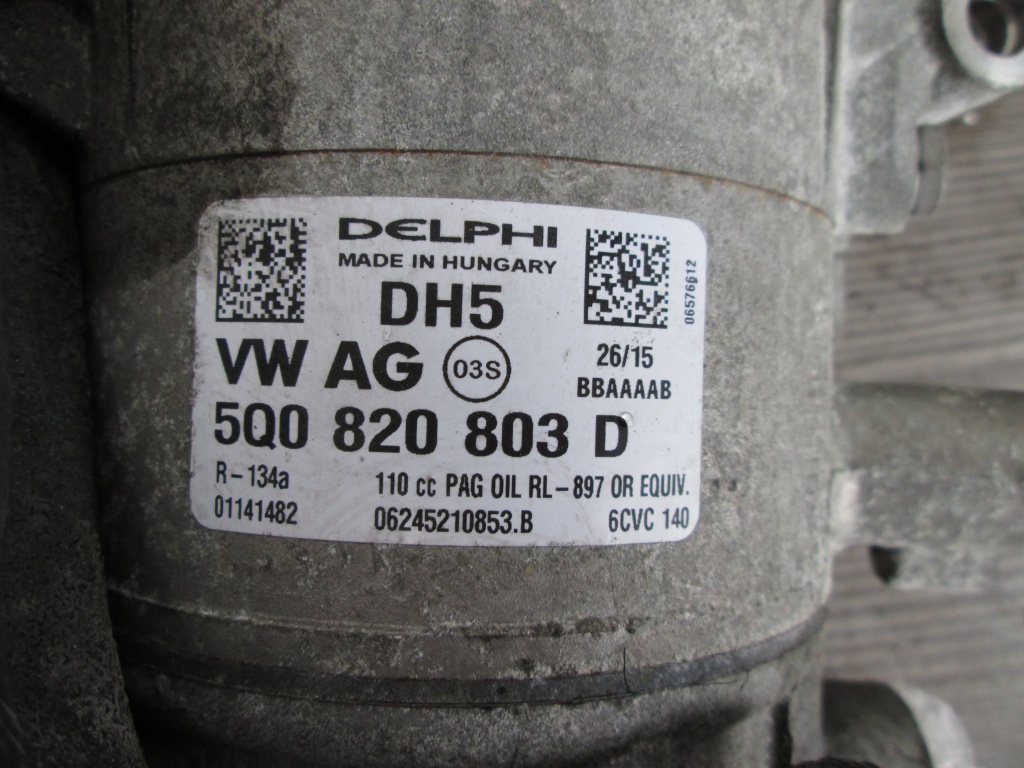 DELPHI
MADE IN HUNGARY
DH5
06576612
VW AG 03S
26/15
BBAAAAB
5Q0 820 803 D
R-134a 110 cc PAG OIL RL-897 OR EQUIV.
01141482 06245210853.B 6CVC 140